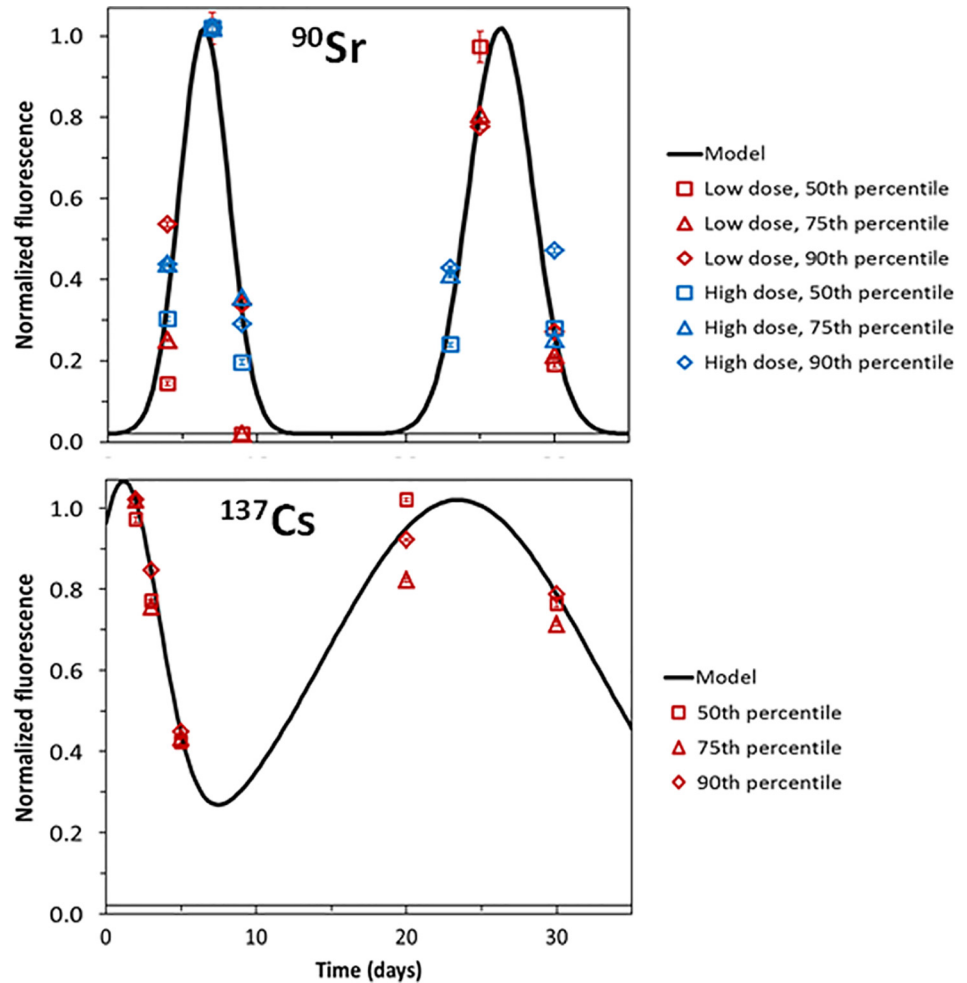 ⁹⁰Sr
Normalized fluorescence
1.0
0.8
0.6
0.4
0.2
0.0
Model
Low dose, 50th percentile
Low dose, 75th percentile
Low dose, 90th percentile
High dose, 50th percentile
High dose, 75th percentile
High dose, 90th percentile
¹³⁷Cs
Normalized fluorescence
1.0
0.8
0.6
0.4
0.2
0.0
0 10 20 30
Time (days)
Model
50th percentile
75th percentile
90th percentile